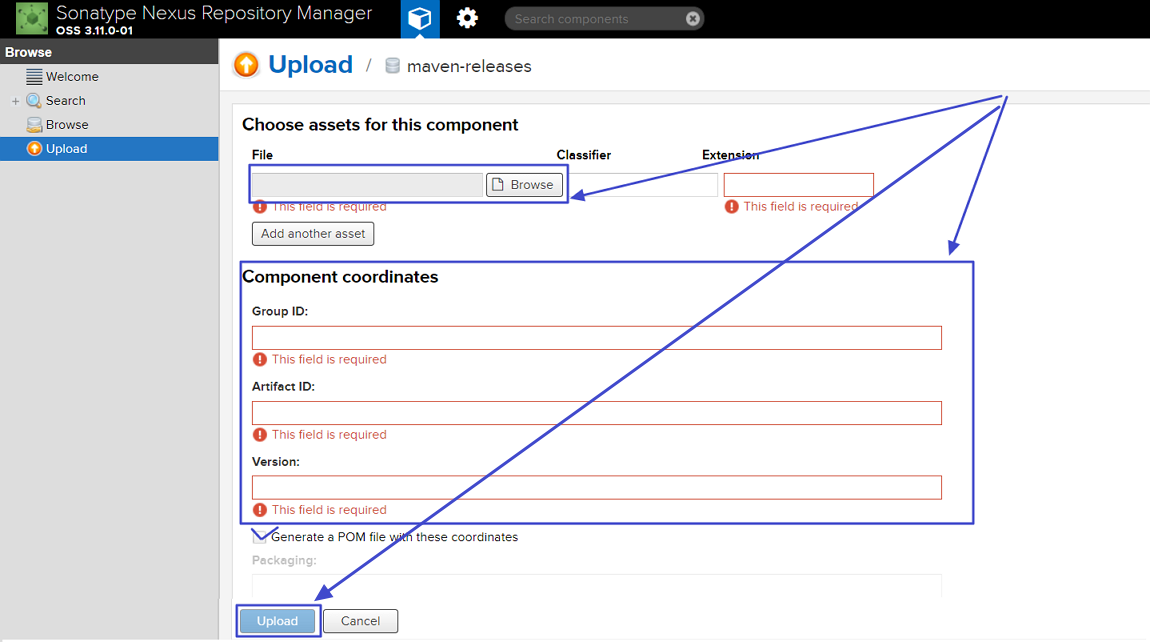 Sonatype Nexus Repository Manager
OSS 3.11.0-01
Search components
Browse
Welcome
Search
Browse
Upload
Upload / maven-releases
Choose assets for this component
File Classifier Extension
Browse
This field is required This field is required
Add another asset
Component coordinates
Group ID:
This field is required
Artifact ID:
This field is required
Version:
This field is required
Generate a POM file with these coordinates
Packaging:
Upload Cancel